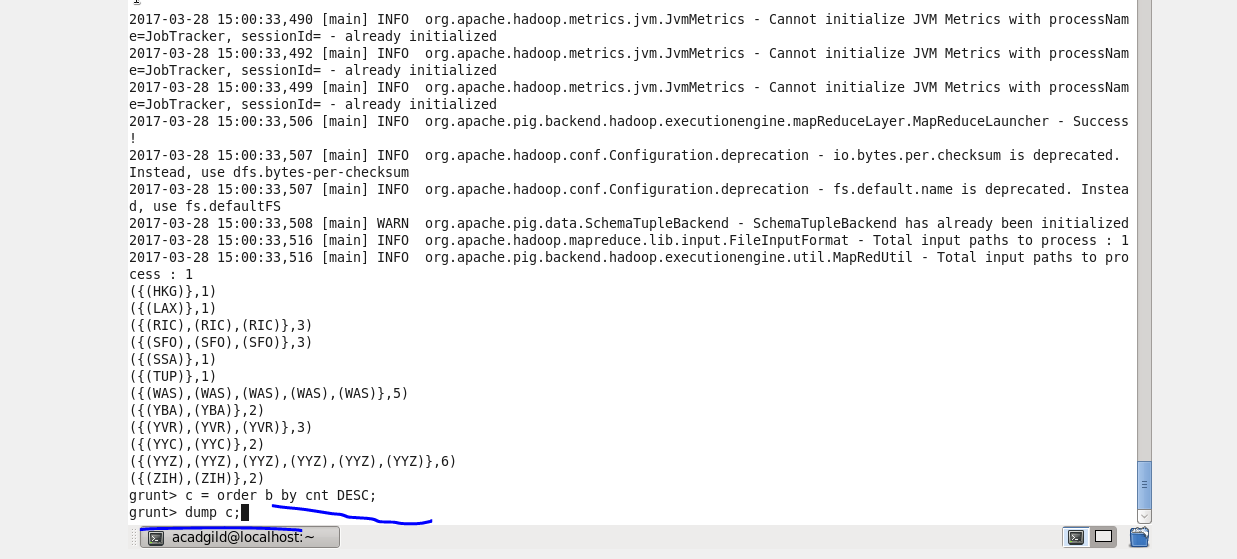 2017-03-28 15:00:33,490 [main] INFO  org.apache.hadoop.metrics.jvm.JvmMetrics - Cannot initialize JVM Metrics with processNam
e=JobTracker, sessionId= - already initialized
2017-03-28 15:00:33,492 [main] INFO  org.apache.hadoop.metrics.jvm.JvmMetrics - Cannot initialize JVM Metrics with processNam
e=JobTracker, sessionId= - already initialized
2017-03-28 15:00:33,499 [main] INFO  org.apache.hadoop.metrics.jvm.JvmMetrics - Cannot initialize JVM Metrics with processNam
e=JobTracker, sessionId= - already initialized
2017-03-28 15:00:33,506 [main] INFO  org.apache.pig.backend.hadoop.executionengine.mapReduceLayer.MapReduceLauncher - Success
!
2017-03-28 15:00:33,507 [main] INFO  org.apache.hadoop.conf.Configuration.deprecation - io.bytes.per.checksum is deprecated.
Instead, use dfs.bytes-per-checksum
2017-03-28 15:00:33,507 [main] INFO  org.apache.hadoop.conf.Configuration.deprecation - fs.default.name is deprecated. Instea
d, use fs.defaultFS
2017-03-28 15:00:33,508 [main] WARN  org.apache.pig.data.SchemaTupleBackend - SchemaTupleBackend has already been initialized
2017-03-28 15:00:33,516 [main] INFO  org.apache.hadoop.mapreduce.lib.input.FileInputFormat - Total input paths to process : 1
2017-03-28 15:00:33,516 [main] INFO  org.apache.pig.backend.hadoop.executionengine.util.MapRedUtil - Total input paths to pro
cess : 1
({(HKG)},1)
({(LAX)},1)
({(RIC),(RIC),(RIC)},3)
({(SFO),(SFO),(SFO)},3)
({(SSA)},1)
({(TUP)},1)
({(WAS),(WAS),(WAS),(WAS),(WAS)},5)
({(YBA),(YBA)},2)
({(YVR),(YVR),(YVR)},3)
({(YYC),(YYC)},2)
({(YYZ),(YYZ),(YYZ),(YYZ),(YYZ),(YYZ)},6)
({(ZIH),(ZIH)},2)
grunt> c = order b by cnt DESC;
grunt> dump c;
acadgild@localhost:~